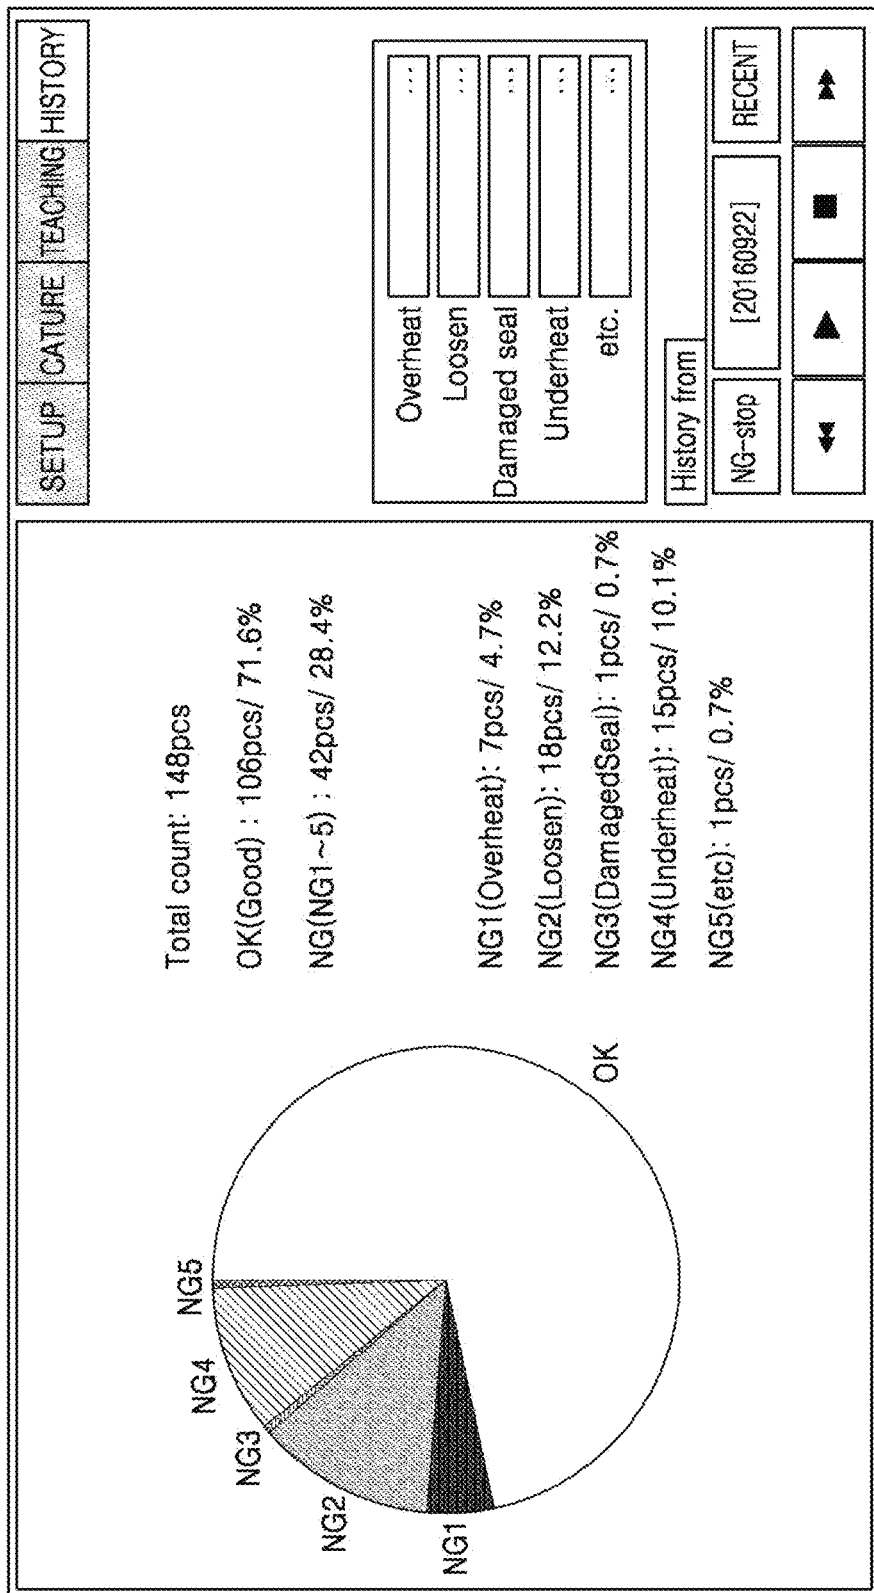 SETUP
CATURE
TEACHING
HISTORY
Total count: 148pcs
OK(Good) : 106pcs/ 71.6%
NG(NG1~5) : 42pcs/ 28.4%
NG1(Overheat): 7pcs/ 4.7%
NG2(Loosen): 18pcs/ 12.2%
NG3(DamagedSeal): 1pcs/ 0.7%
NG4(Underheat): 15pcs/ 10.1%
NG5(etc): 1pcs/ 0.7%
NG5
NG4
NG3
NG2
NG1
OK
Overheat ...
Loosen ...
Damaged seal ...
Underheat ...
etc. ...
History from
NG-stop
[20160922]
RECENT